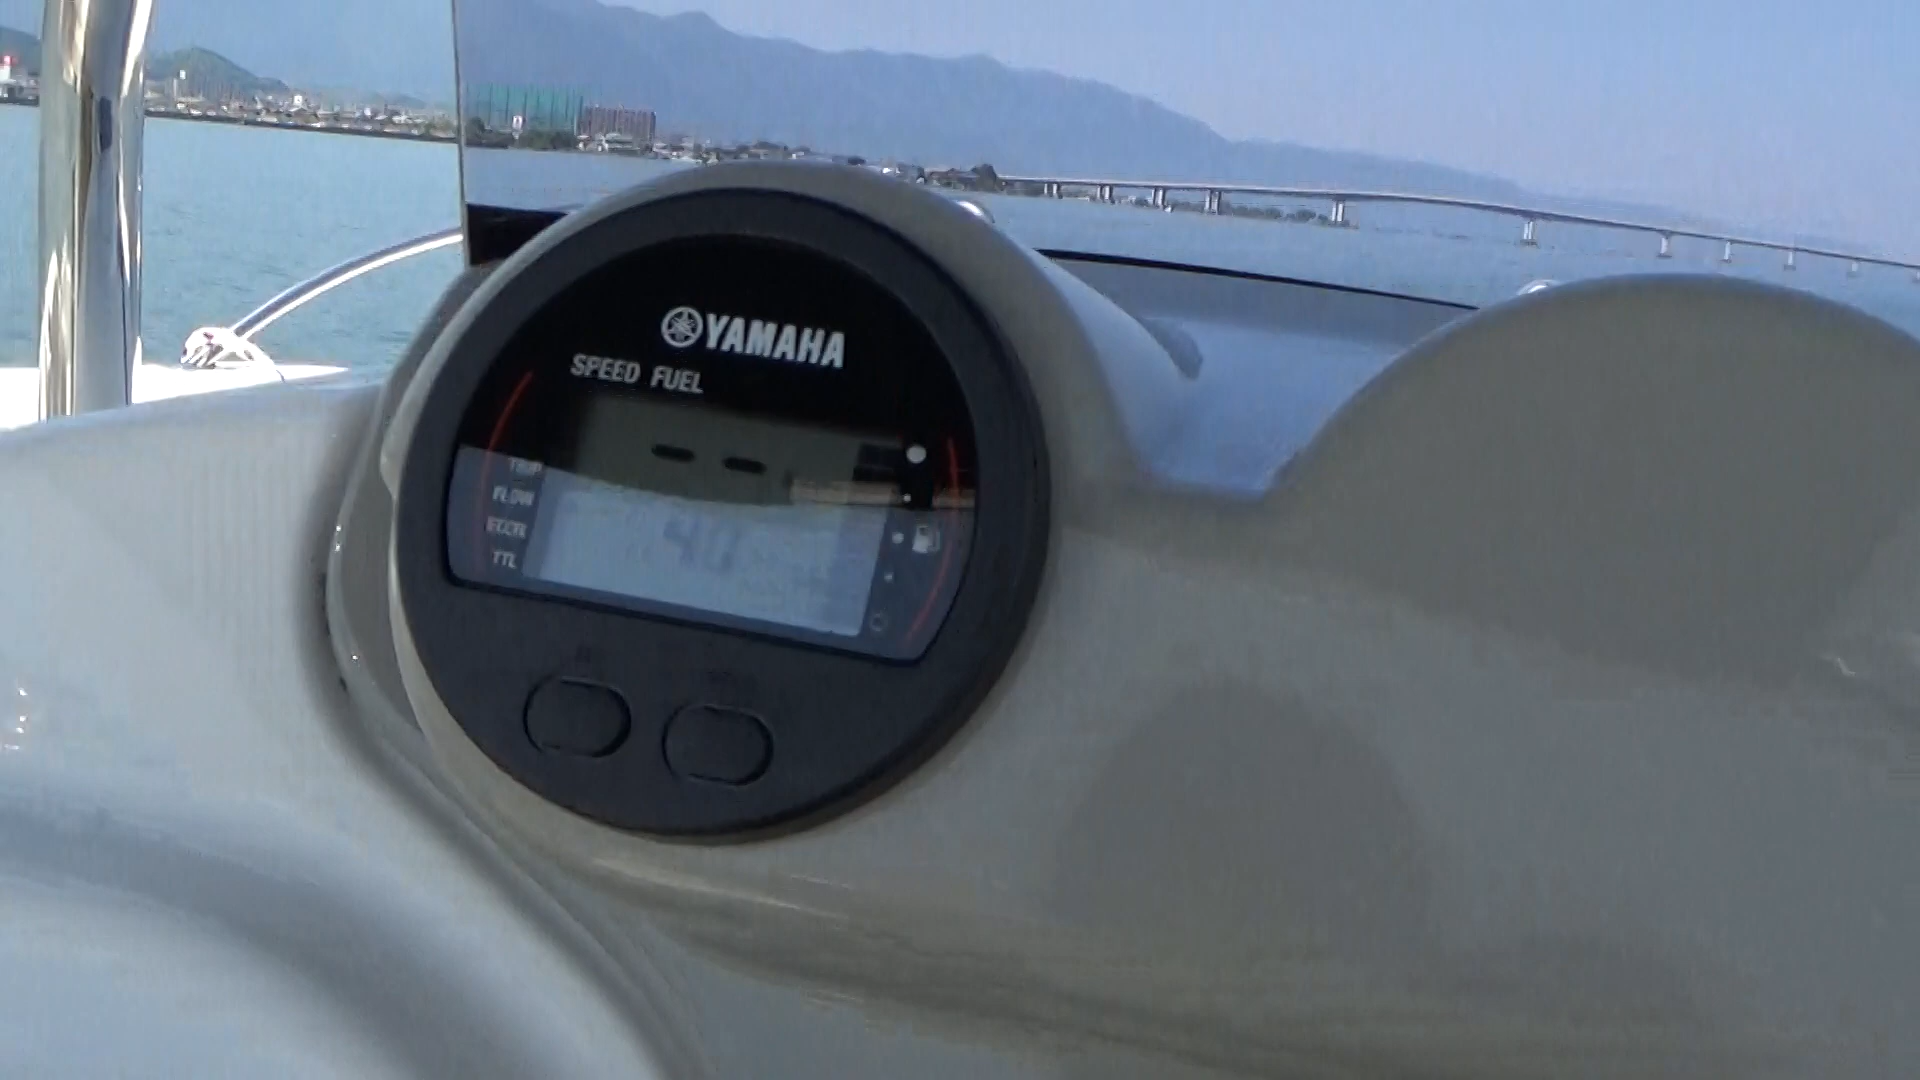 YAMAHA
SPEED FUEL
-- --
TRIP
FLOW
ECON
TTL